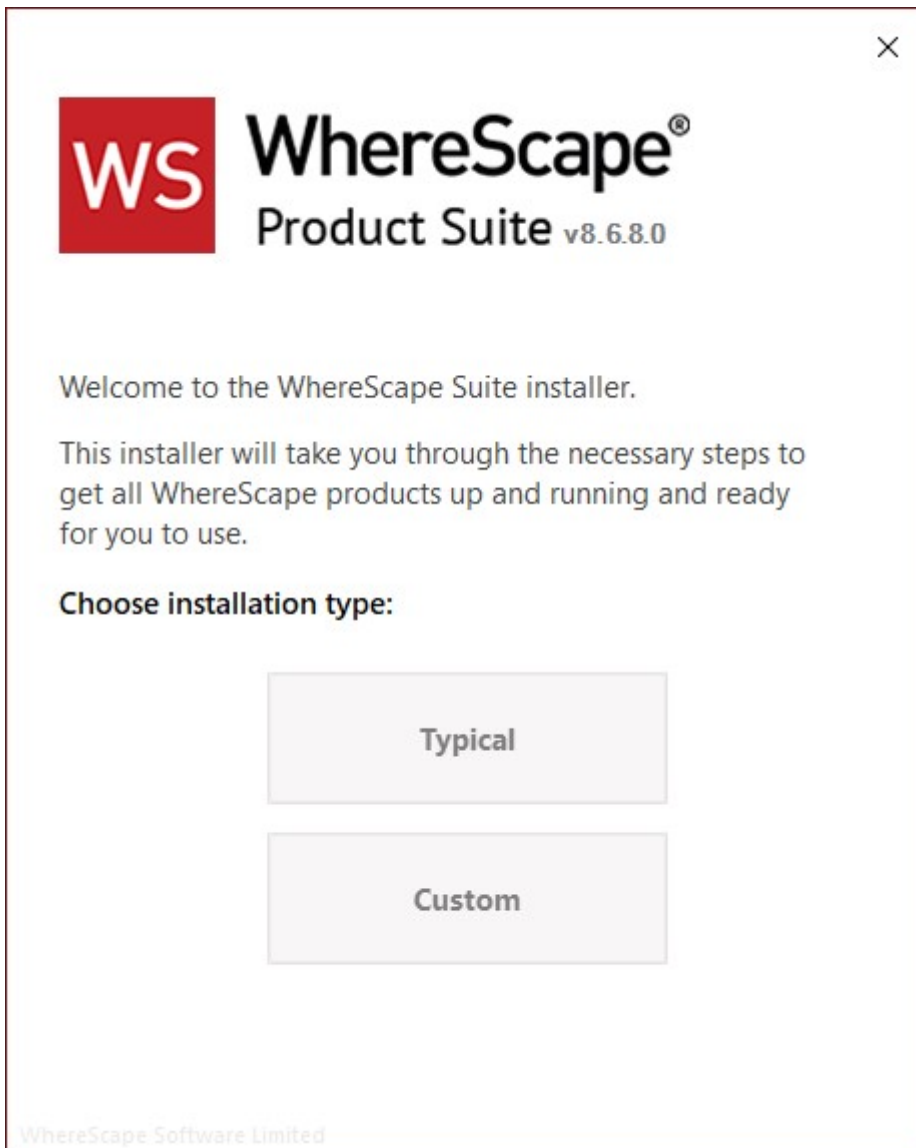 WS
WhereScape®
Product Suite v8.6.8.0
Welcome to the WhereScape Suite installer.
This installer will take you through the necessary steps to
get all WhereScape products up and running and ready
for you to use.
Choose installation type:
Typical
Custom
WhereScape Software Limited